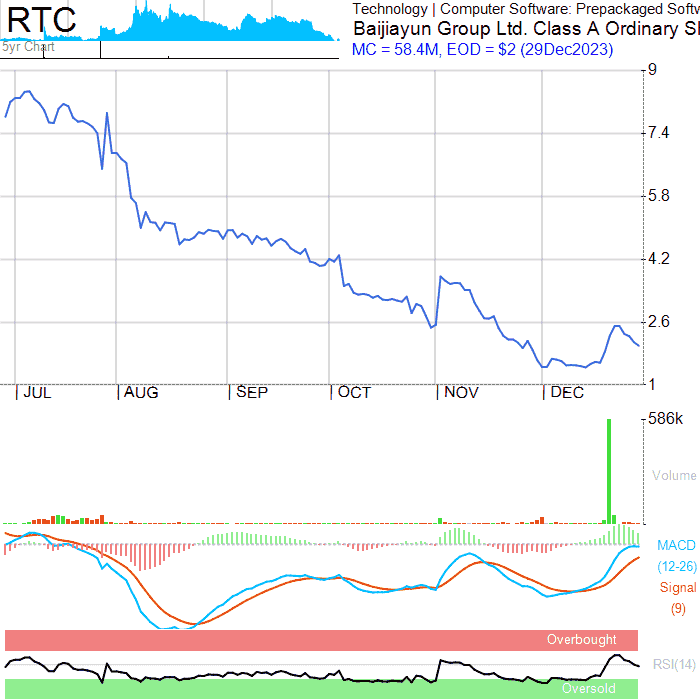 RTC
5yr Chart
Technology | Computer Software: Prepackaged Softw
Baijiayun Group Ltd. Class A Ordinary S
MC = 58.4M, EOD = $2 (29Dec2023)
9
7.4
5.8
4.2
2.6
1
JUL AUG SEP OCT NOV DEC
586k
Volume
MACD
(12-26)
Signal
(9)
Overbought
RSI(14)
Oversold